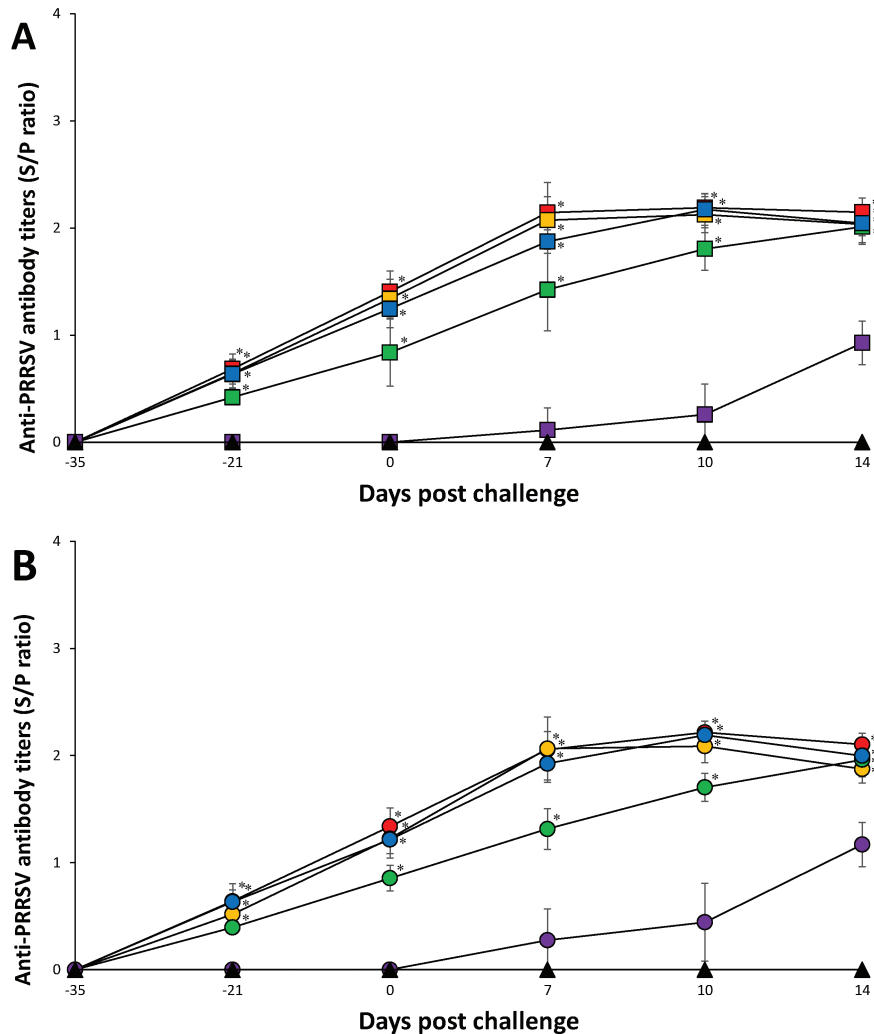 A
Anti-PRRSV antibody titers (S/P ratio)
4
3
2
1
0
-35 -21 0 7 10 14
Days post challenge
B
Anti-PRRSV antibody titers (S/P ratio)
4
3
2
1
0
-35 -21 0 7 10 14
Days post challenge